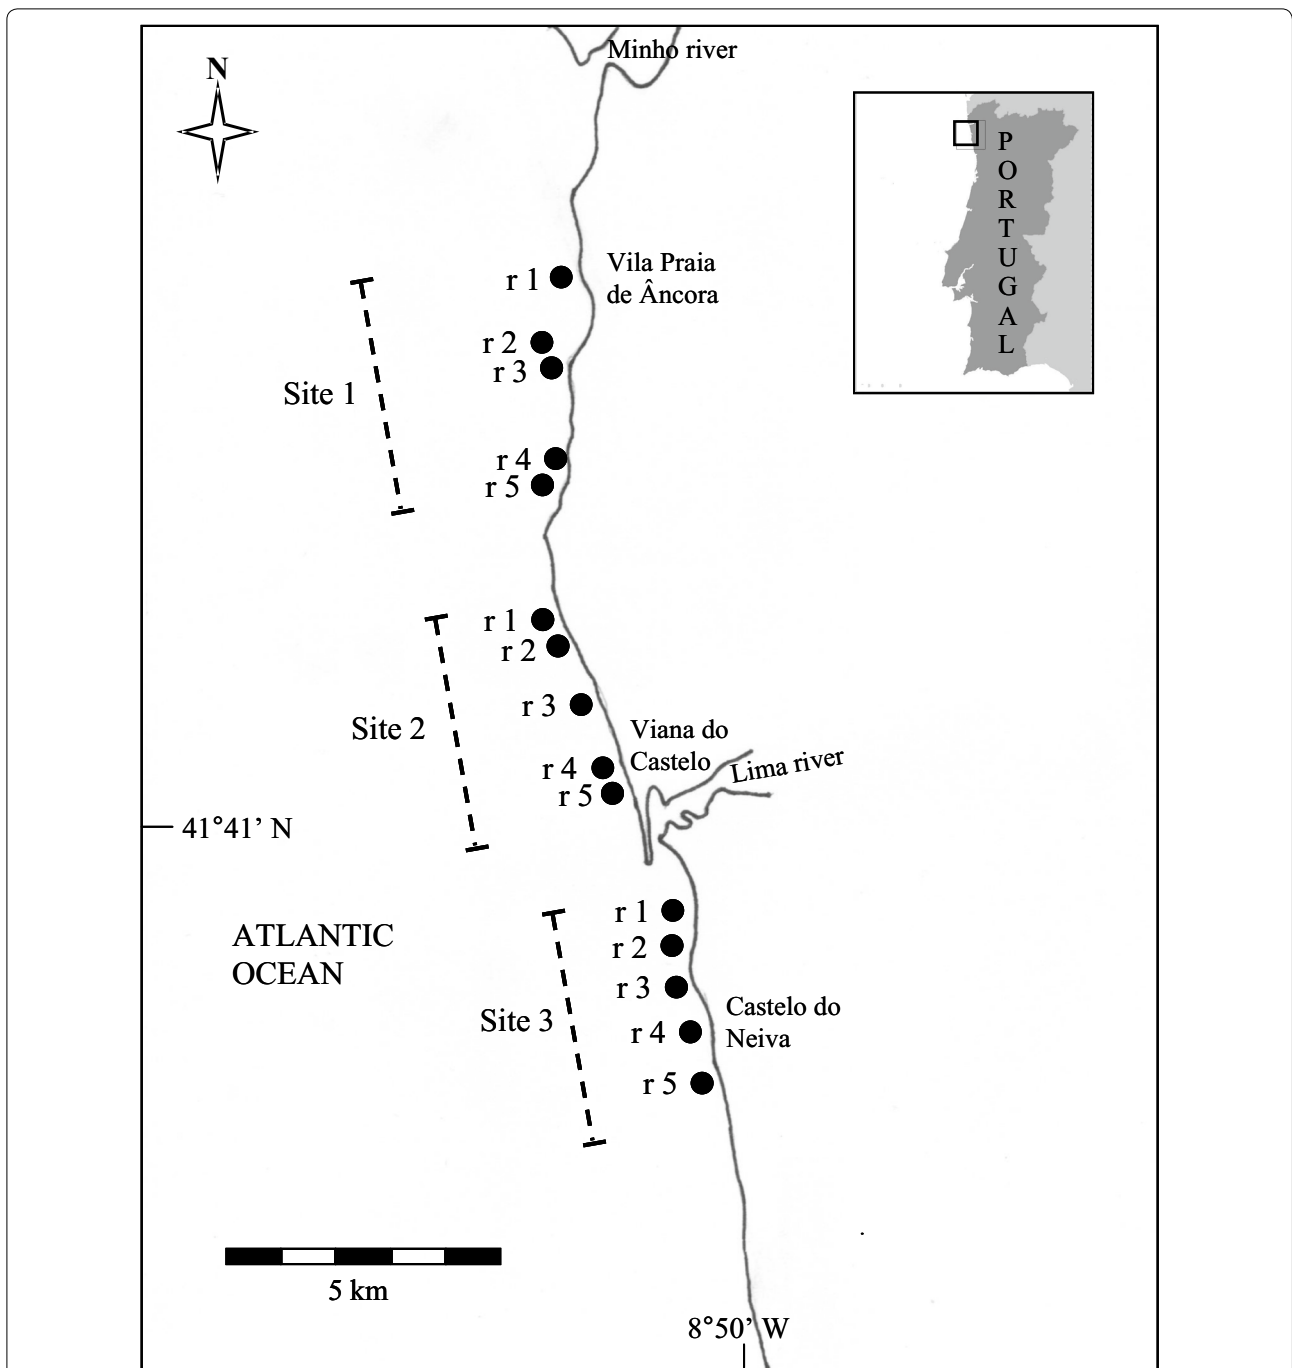 Minho river
N
P
O
R
T
U
G
A
L
Vila Praia
de Âncora
r 1
r 2
r 3
Site 1
r 4
r 5
r 1
r 2
r 3
Site 2
Viana do
Castelo
Lima river
r 4
r 5
41°41’ N
r 1
r 2
r 3
ATLANTIC
OCEAN
Site 3
Castelo do
Neiva
r 4
r 5
5 km
8°50’ W